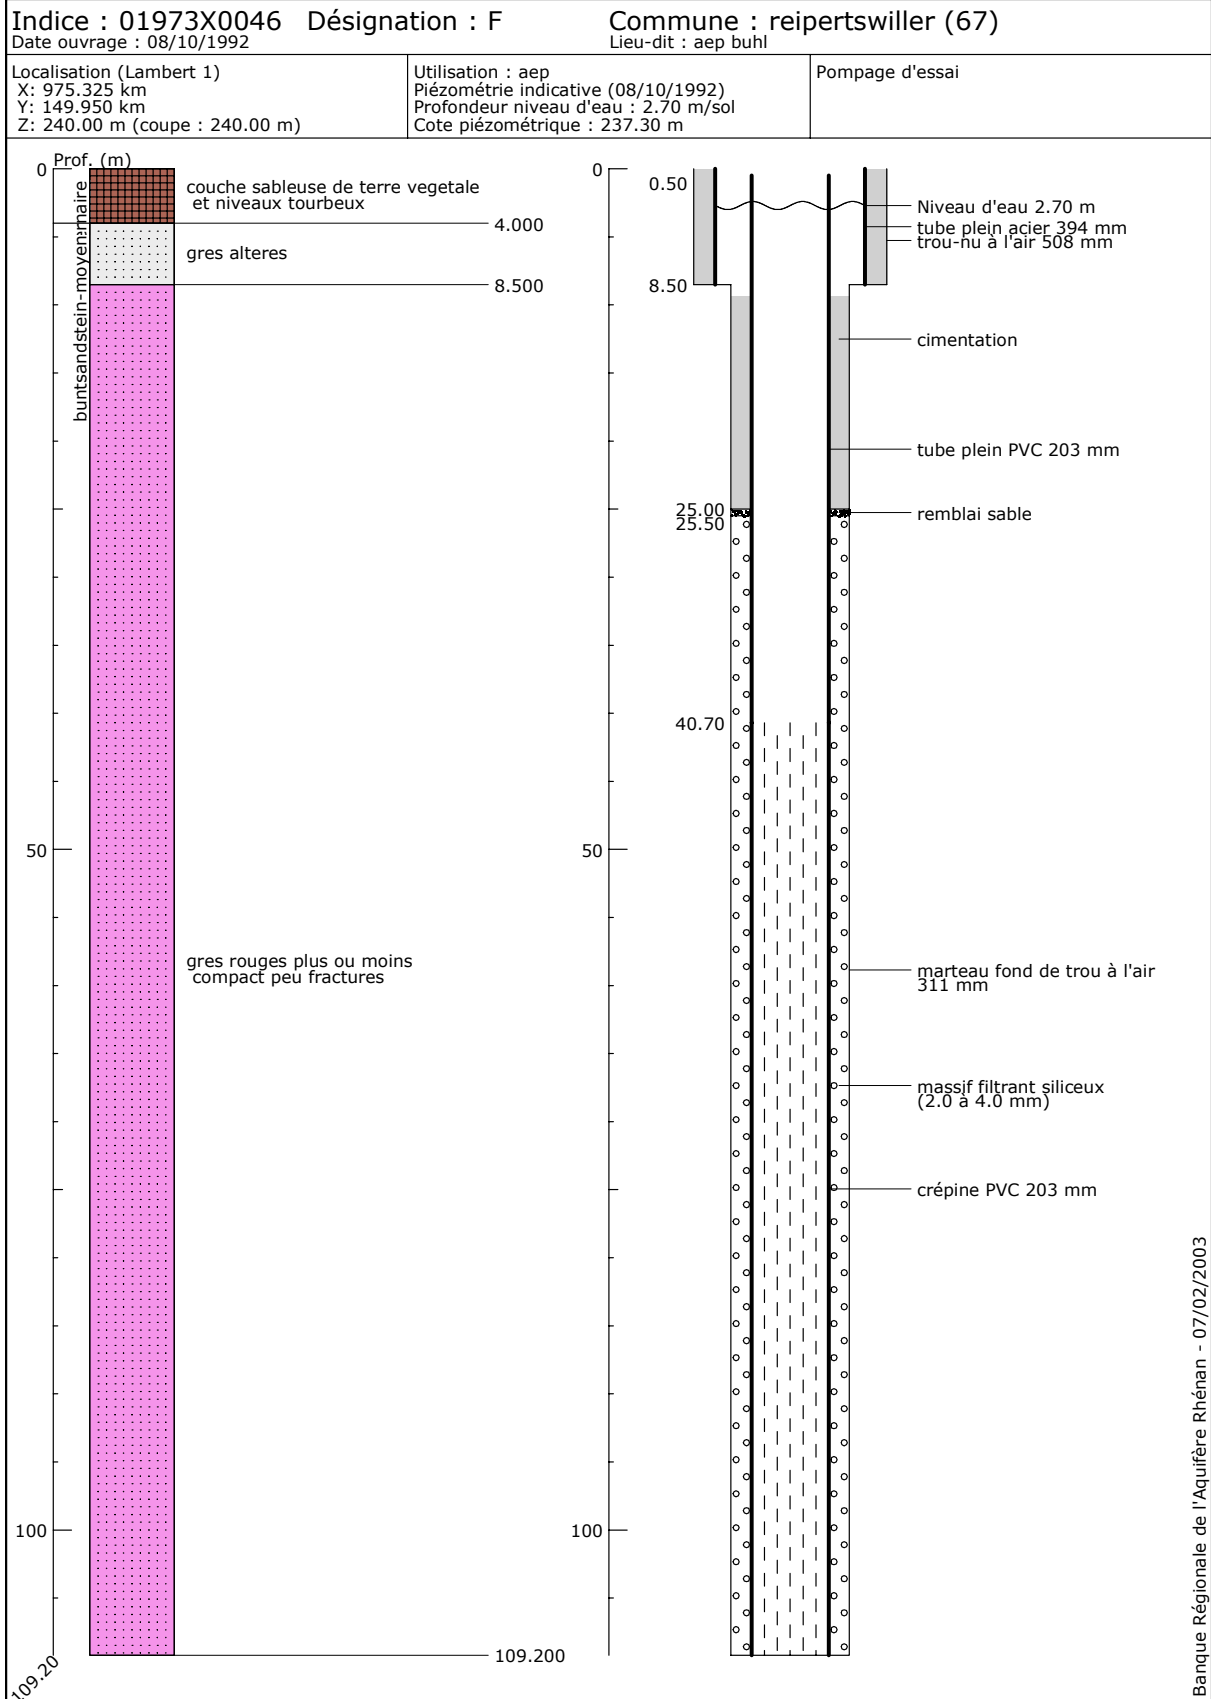 Indice : 01973X0046 Désignation : F Commune : reipertswiller (67)
Date ouvrage : 08/10/1992 Lieu-dit : aep buhl
Localisation (Lambert 1)
X: 975.325 km
Y: 149.950 km
Z: 240.00 m (coupe : 240.00 m)
Utilisation : aep
Piézométrie indicative (08/10/1992)
Profondeur niveau d'eau : 2.70 m/sol
Cote piézométrique : 237.30 m
Pompage d'essai
Prof. (m)
0
50
100
109.20
buntsandstein-moyen
maire
couche sableuse de terre vegetale
et niveaux tourbeux
4.000
gres alteres
8.500
gres rouges plus ou moins
compact peu fractures
109.200
0
50
100
0.50
8.50
25.00
25.50
40.70
Niveau d'eau 2.70 m
tube plein acier 394 mm
trou-nu à l'air 508 mm
cimentation
tube plein PVC 203 mm
remblai sable
marteau fond de trou à l'air
311 mm
massif filtrant siliceux
(2.0 à 4.0 mm)
crépine PVC 203 mm
Banque Régionale de l'Aquifère Rhénan - 07/02/2003